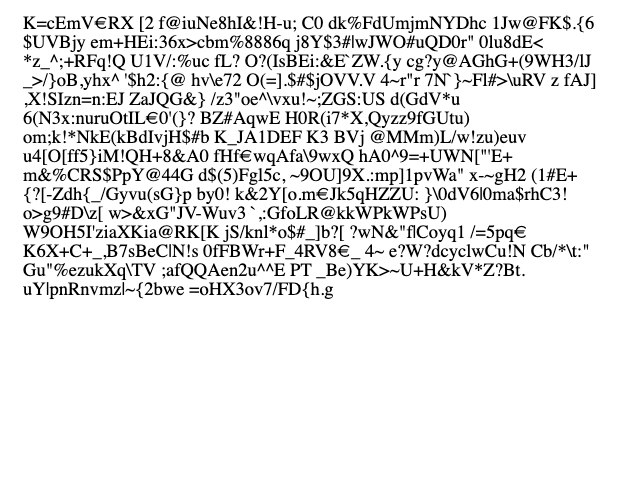 K=cEmV€RX [2 f@iuNe8hI&!H-u; C0 dk%FdUmjmNYDhc 1Jw@FK$.{6
$UVBjy em+HEi:36x>cbm%8886q j8Y$3#|wJWO#uQD0r" 0lu8dE<
*z_^;+RFq!Q U1V/:%uc fL? O?(IsBEi:&E`ZW.{y cg?y@AGhG+(9WH3/lJ
_>/}oB,yhx^ '$h2:{@ hv\e72 O(=].$#$jOVV.V 4~r"r 7N`}~Fl#>\uRV z fAJ]
,X!SIzn=n:EJ ZaJQG&} /z3"oe^\vxu!~;ZGS:US d(GdV*u
6(N3x:nuruOtIL€0'(}? BZ#AqwE H0R(i7*X,Qyzz9fGUtu)
om;k!*NkE(kBdIvjH$#b K_JA1DEF K3 BVj @MMm)L/w!zu)euv
u4[O[ff5}iM!QH+8&A0 fHf€wqAfa\9wxQ hA0^9=+UWN["'E+
m&%CRS$PpY@44G d$(5)Fgl5c, ~9OU]9X.:mp]1pvWa" x-~gH2 (1#E+
{?[-Zdh{_/Gyvu(sG}p by0! k&2Y[o.m€Jk5qHZZU: }\0dV6|0ma$rhC3!
o>g9#D\z[ w>&xG"JV-Wuv3`,:GfoLR@kkWPkWPsU)
W9OH5I'ziaXKia@RK[K jS/knl*o$#_]b?[ ?wN&"flCoyq1 /=5pq€
K6X+C+_,B7sBeC|N!s 0fFBWr+F_4RV8€_ 4~ e?W?dcyclwCu!N Cb/*\t:"
Gu"%ezukXq\TV ;afQQAen2u^^E PT _Be)YK>~U+H&kV*Z?Bt.
uY|pnRnvmz|~{2bwe =oHX3ov7/FD{h.g